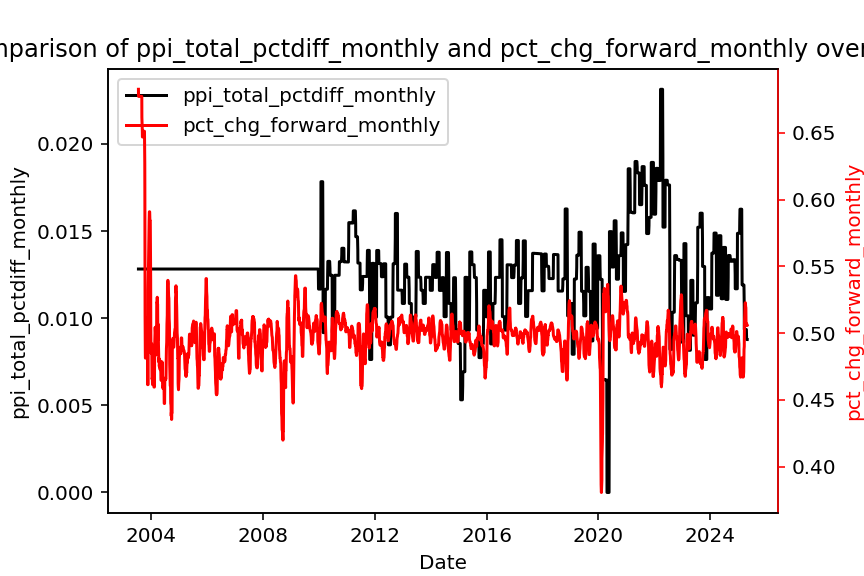 nparison of ppi_total_pctdiff_monthly and pct_chg_forward_monthly over
ppi_total_pctdiff_monthly
pct_chg_forward_monthly
0.020
0.015
0.010
0.005
0.000
ppi_total_pctdiff_monthly
0.65
0.60
0.55
0.50
0.45
0.40
pct_chg_forward_monthly
2004 2008 2012 2016 2020 2024
Date